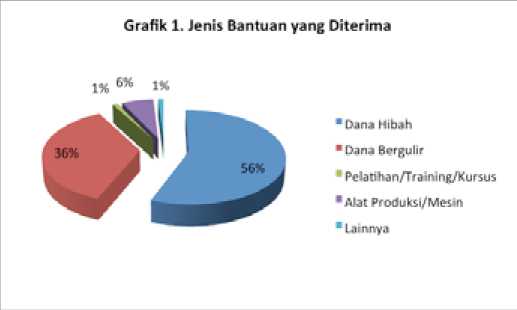 Grafik 1. Jenis Bantuan yang Diterima
1%
6%
1%
36%
56%
Dana Hibah
Dana Bergulir
Pelatihan/Training/Kursus
Alat Produksi/Mesin
Lainnya